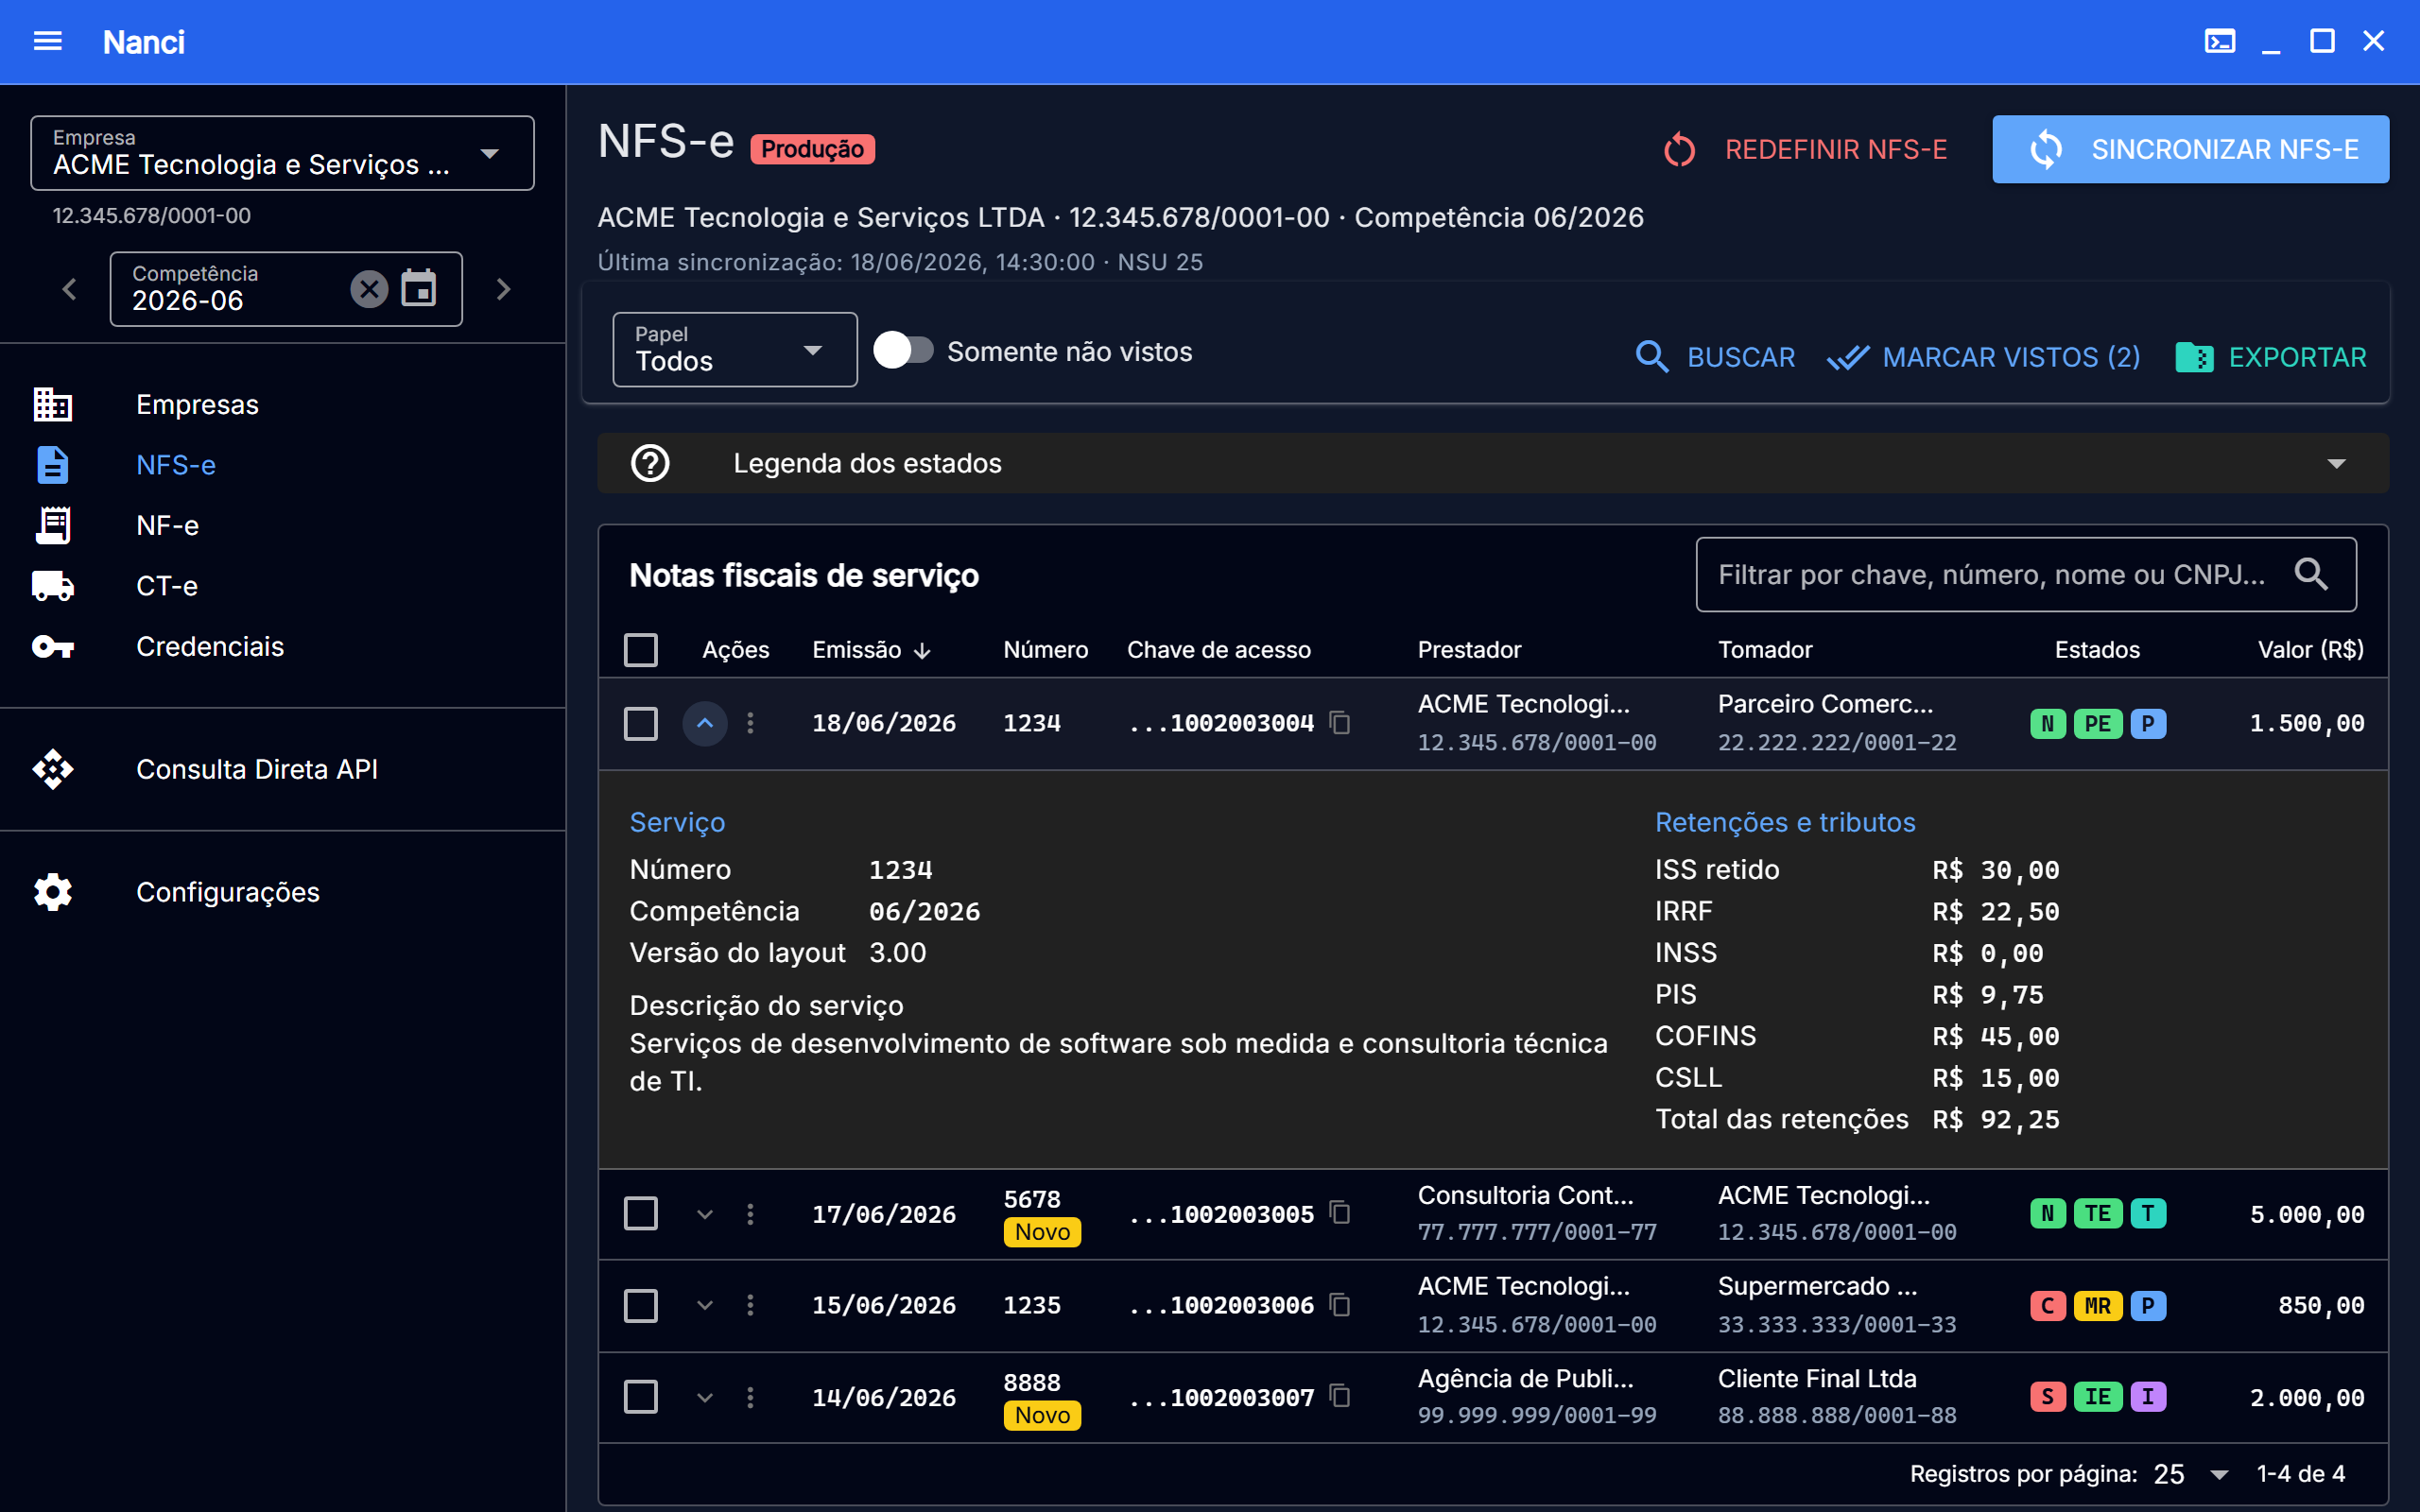 Nanci
Empresa
ACME Tecnologia e Serviços ...
12.345.678/0001-00
Competência
2026-06
Empresas
NFS-e
NF-e
CT-e
Credenciais
Consulta Direta API
Configurações
NFS-e Produção
REDEFINIR NFS-E
SINCRONIZAR NFS-E
ACME Tecnologia e Serviços LTDA · 12.345.678/0001-00 · Competência 06/2026
Última sincronização: 18/06/2026, 14:30:00 · NSU 25
Papel
Todos
Somente não vistos
BUSCAR
MARCAR VISTOS (2)
EXPORTAR
Legenda dos estados
Notas fiscais de serviço
Filtrar por chave, número, nome ou CNPJ...
Ações Emissão Número Chave de acesso Prestador Tomador Estados Valor (R$)
18/06/2026 1234 ...1002003004 ACME Tecnologi... Parceiro Comerc... N PE P 1.500,00
12.345.678/0001-00 22.222.222/0001-22
Serviço
Número 1234
Competência 06/2026
Versão do layout 3.00
Descrição do serviço
Serviços de desenvolvimento de software sob medida e consultoria técnica
de TI.
Retenções e tributos
ISS retido R$ 30,00
IRRF R$ 22,50
INSS R$ 0,00
PIS R$ 9,75
COFINS R$ 45,00
CSLL R$ 15,00
Total das retenções R$ 92,25
17/06/2026 5678 ...1002003005 Consultoria Cont... ACME Tecnologi... N TE T 5.000,00
Novo 77.777.777/0001-77 12.345.678/0001-00
15/06/2026 1235 ...1002003006 ACME Tecnologi... Supermercado ... C MR P 850,00
12.345.678/0001-00 33.333.333/0001-33
14/06/2026 8888 ...1002003007 Agência de Publi... Cliente Final Ltda S IE I 2.000,00
Novo 99.999.999/0001-99 88.888.888/0001-88
Registros por página: 25 1-4 de 4